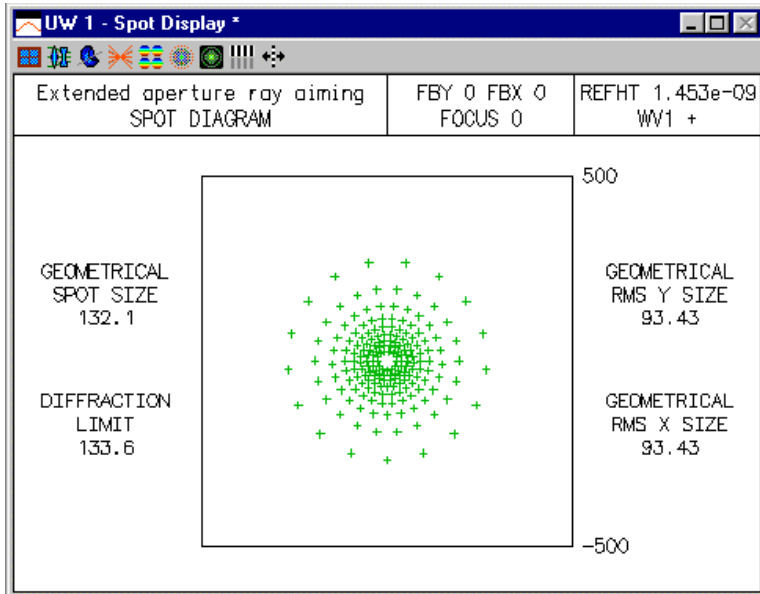 UW 1 - Spot Display *
Extended aperture ray aiming
SPOT DIAGRAM
FBY 0 FBX 0
FOCUS 0
REFHT 1.453e-09
WV1 +
500
GEOMETRICAL
SPOT SIZE
132.1
GEOMETRICAL
RMS Y SIZE
93.43
DIFFRACTION
LIMIT
133.6
GEOMETRICAL
RMS X SIZE
93.43
-500